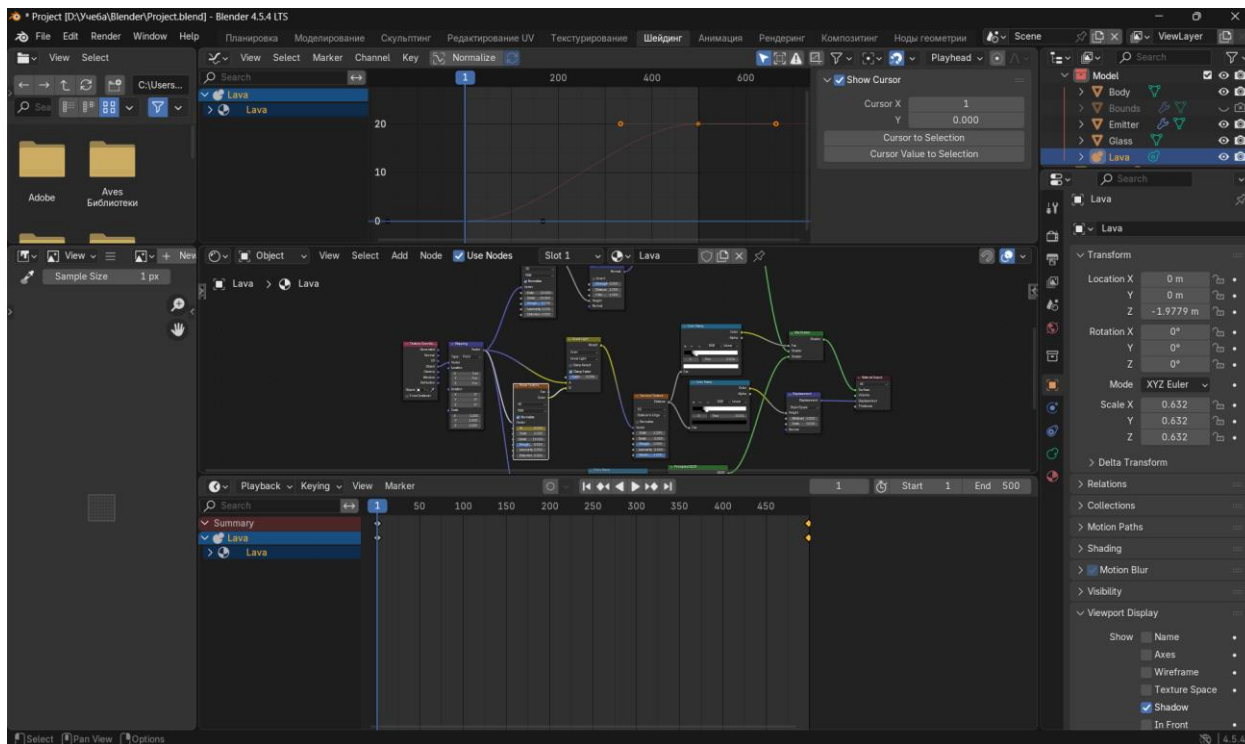 * Project [D:\Учеба\Blender\Project.blend] - Blender 4.5.4 LTS
File Edit Render Window Help Планировка Моделирование Скульптинг Редактирование UV Текстурирование Шейдинг Анимация Рендеринг Композитинг Ноды геометрии Scene ViewLayer
View Select
C:\Users...
Adobe
Aves Библиотеки
View Select Marker Channel Key Normalize Playhead
Search
1 200 400 600
Lava
Lava
20
10
0
Show Cursor
Cursor X 1
Y 0.000
Cursor to Selection
Cursor Value to Selection
Search
Model
Body
Bounds
Emitter
Glass
Lava
View New
Sample Size 1 px
Object View Select Add Node Use Nodes Slot 1 Lava
Lava > Lava
Playback Keying View Marker 1 Start 1 End 500
Search
1 50 100 150 200 250 300 350 400 450
Summary
Lava
Lava
Search
Lava
Lava
Transform
Location X 0 m
Y 0 m
Z -1.9779 m
Rotation X 0°
Y 0°
Z 0°
Mode XYZ Euler
Scale X 0.632
Y 0.632
Z 0.632
Delta Transform
Relations
Collections
Motion Paths
Shading
Motion Blur
Visibility
Viewport Display
Show Name
Axes
Wireframe
Texture Space
Shadow
In Front
Select Pan View Options 4.5.4